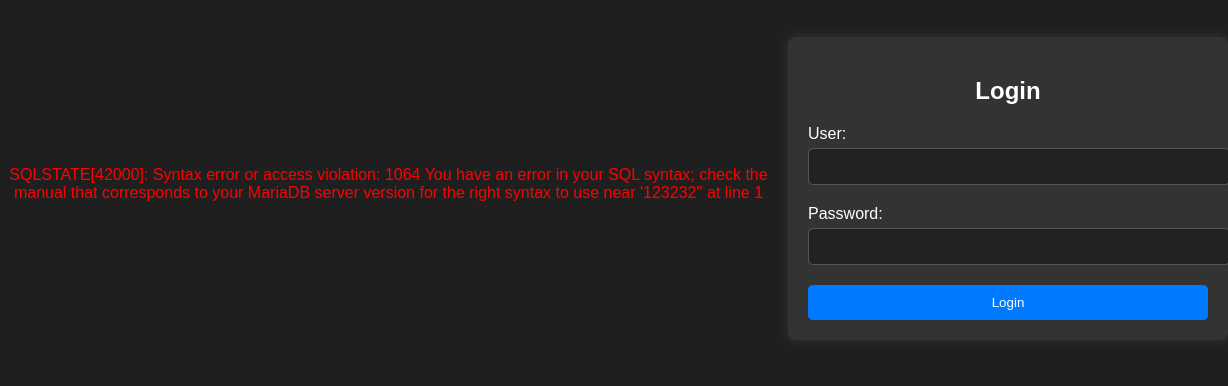 SQLSTATE[42000]: Syntax error or access violation: 1064 You have an error in your SQL syntax; check the
manual that corresponds to your MariaDB server version for the right syntax to use near '123232'' at line 1
Login
User:
Password:
Login